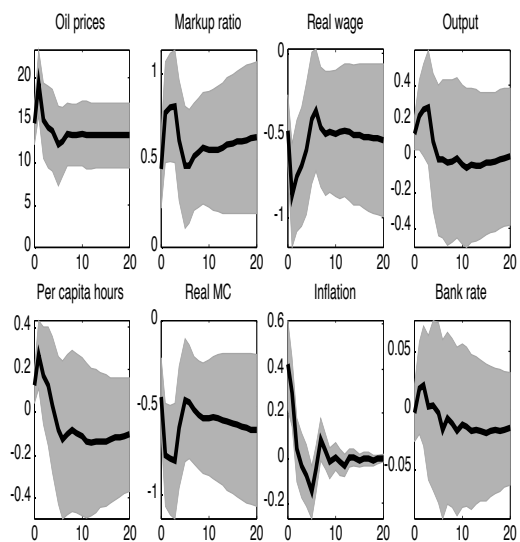 Oil prices Markup ratio Real wage Output
20 1 0 0.4
15 0.2
10 0.5 -0.5 0
5 -0.2
0 0 -1 -0.4
0 10 20 0 10 20 0 10 20 0 10 20
Per capita hours Real MC Inflation Bank rate
0.4 0 0.6 0.05
0.2 0.4
0 -0.5 0.2 0
-0.2 0
-0.4 -1 -0.2 -0.05
0 10 20 0 10 20 0 10 20 0 10 20